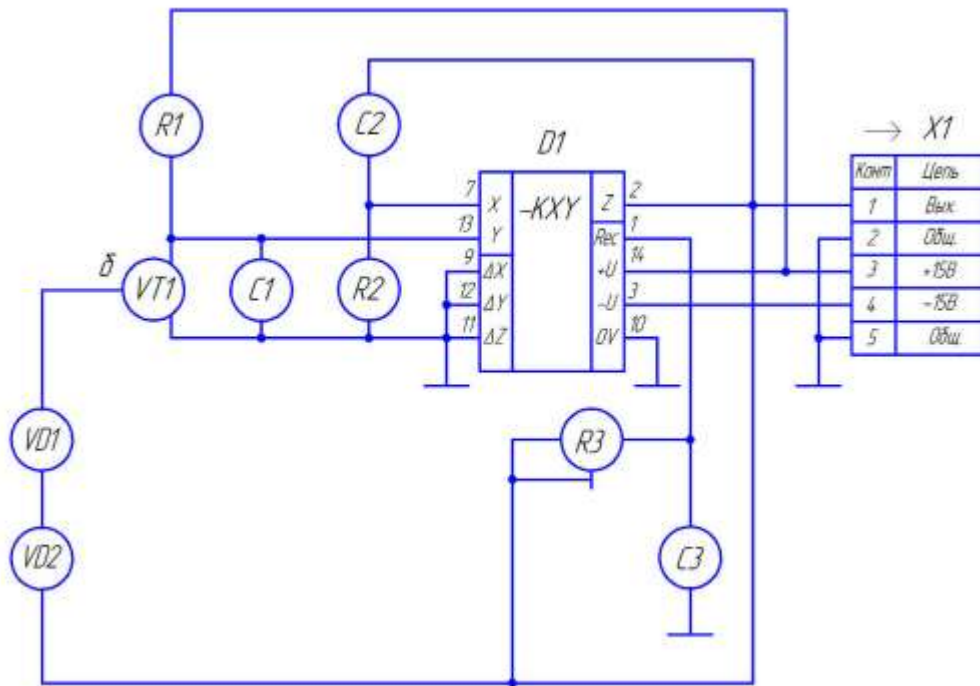 R1
C2
D1
→ X1
Конт Цепь
1 Вых.
2 Общ.
3 +15В
4 -15В
5 Общ.
7 X -KXY Z 2
13 Y Rec 1
9 ΔX +U 14
12 ΔY -U 3
11 ΔZ 0V 10
б
VT1
C1
R2
VD1
R3
VD2
C3